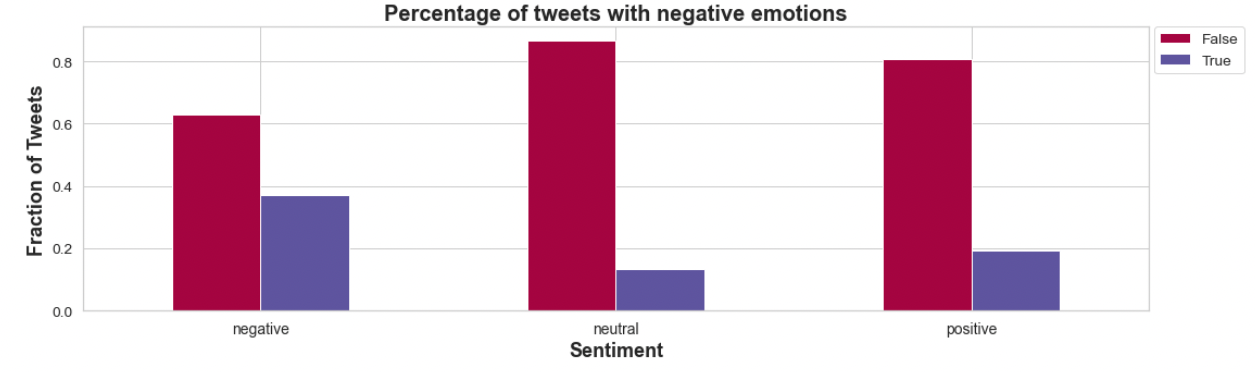 Percentage of tweets with negative emotions
False
True
Fraction of Tweets
0.8
0.6
0.4
0.2
0.0
negative neutral positive
Sentiment